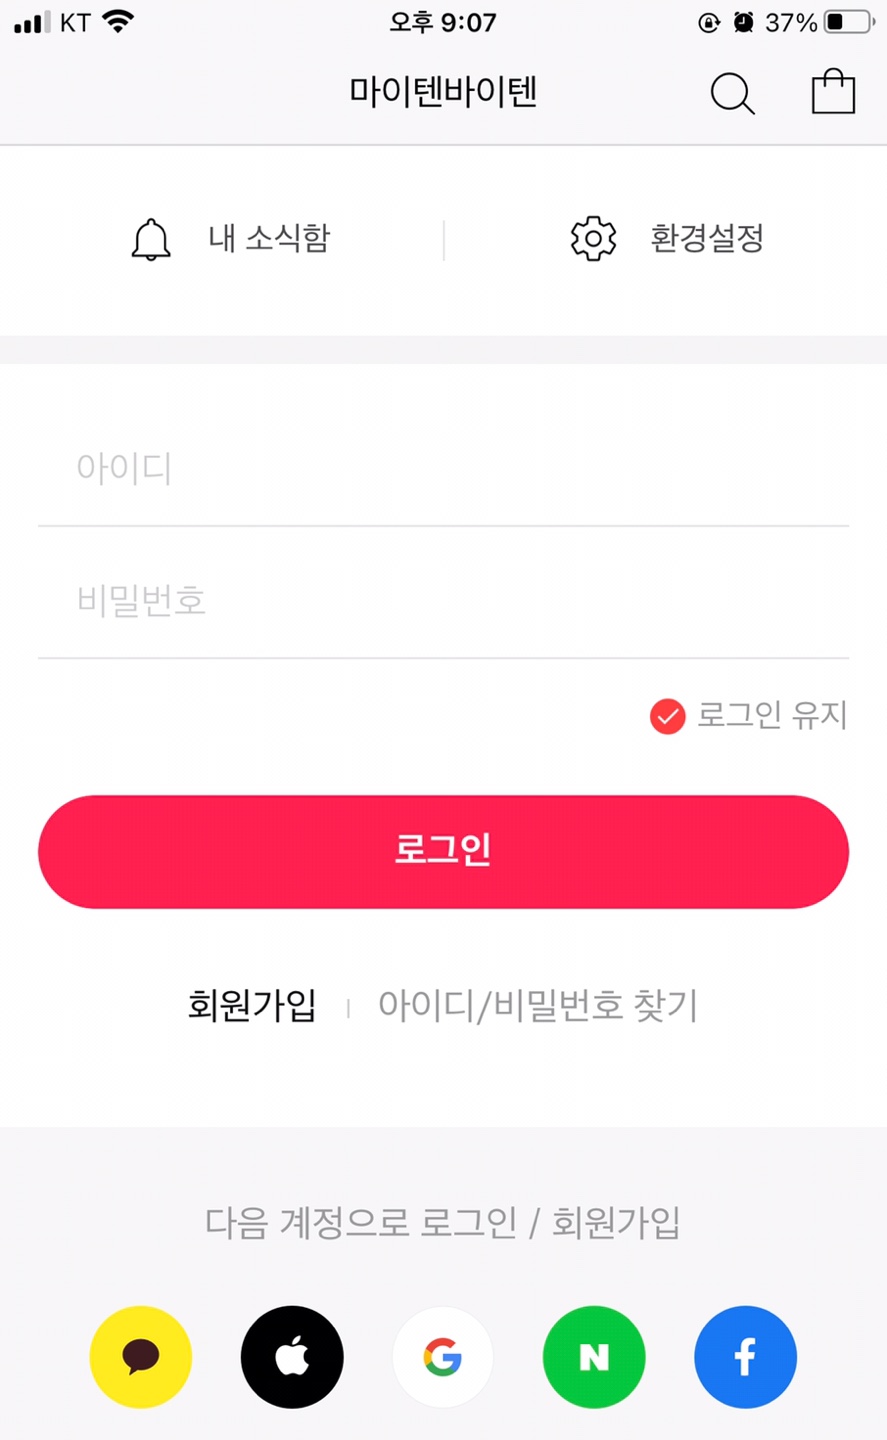 KT 오후 9:07 37%
마이텐바이텐
내 소식함 환경설정
아이디
비밀번호
로그인 유지
로그인
회원가입 아이디/비밀번호 찾기
다음 계정으로 로그인 / 회원가입
G N f